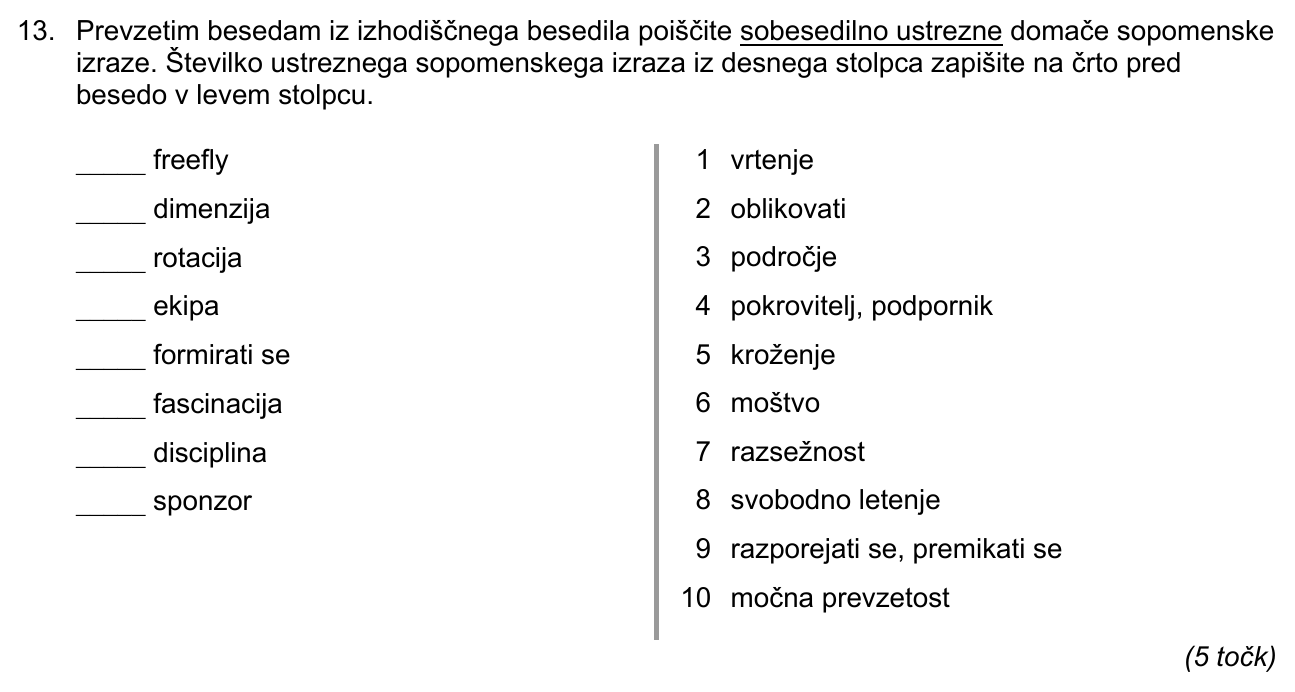 13. Prevzetim besedam iz izhodiščnega besedila poiščite sobesedilno ustrezne domače sopomenske
izraze. Številko ustreznega sopomenskega izraza iz desnega stolpca zapišite na črto pred
besedo v levem stolpcu.
_____ freefly
_____ dimenzija
_____ rotacija
_____ ekipa
_____ formirati se
_____ fascinacija
_____ disciplina
_____ sponzor
1 vrtenje
2 oblikovati
3 področje
4 pokrovitelj, podpornik
5 kroženje
6 moštvo
7 razsežnost
8 svobodno letenje
9 razporejati se, premikati se
10 močna prevzetost
(5 točk)